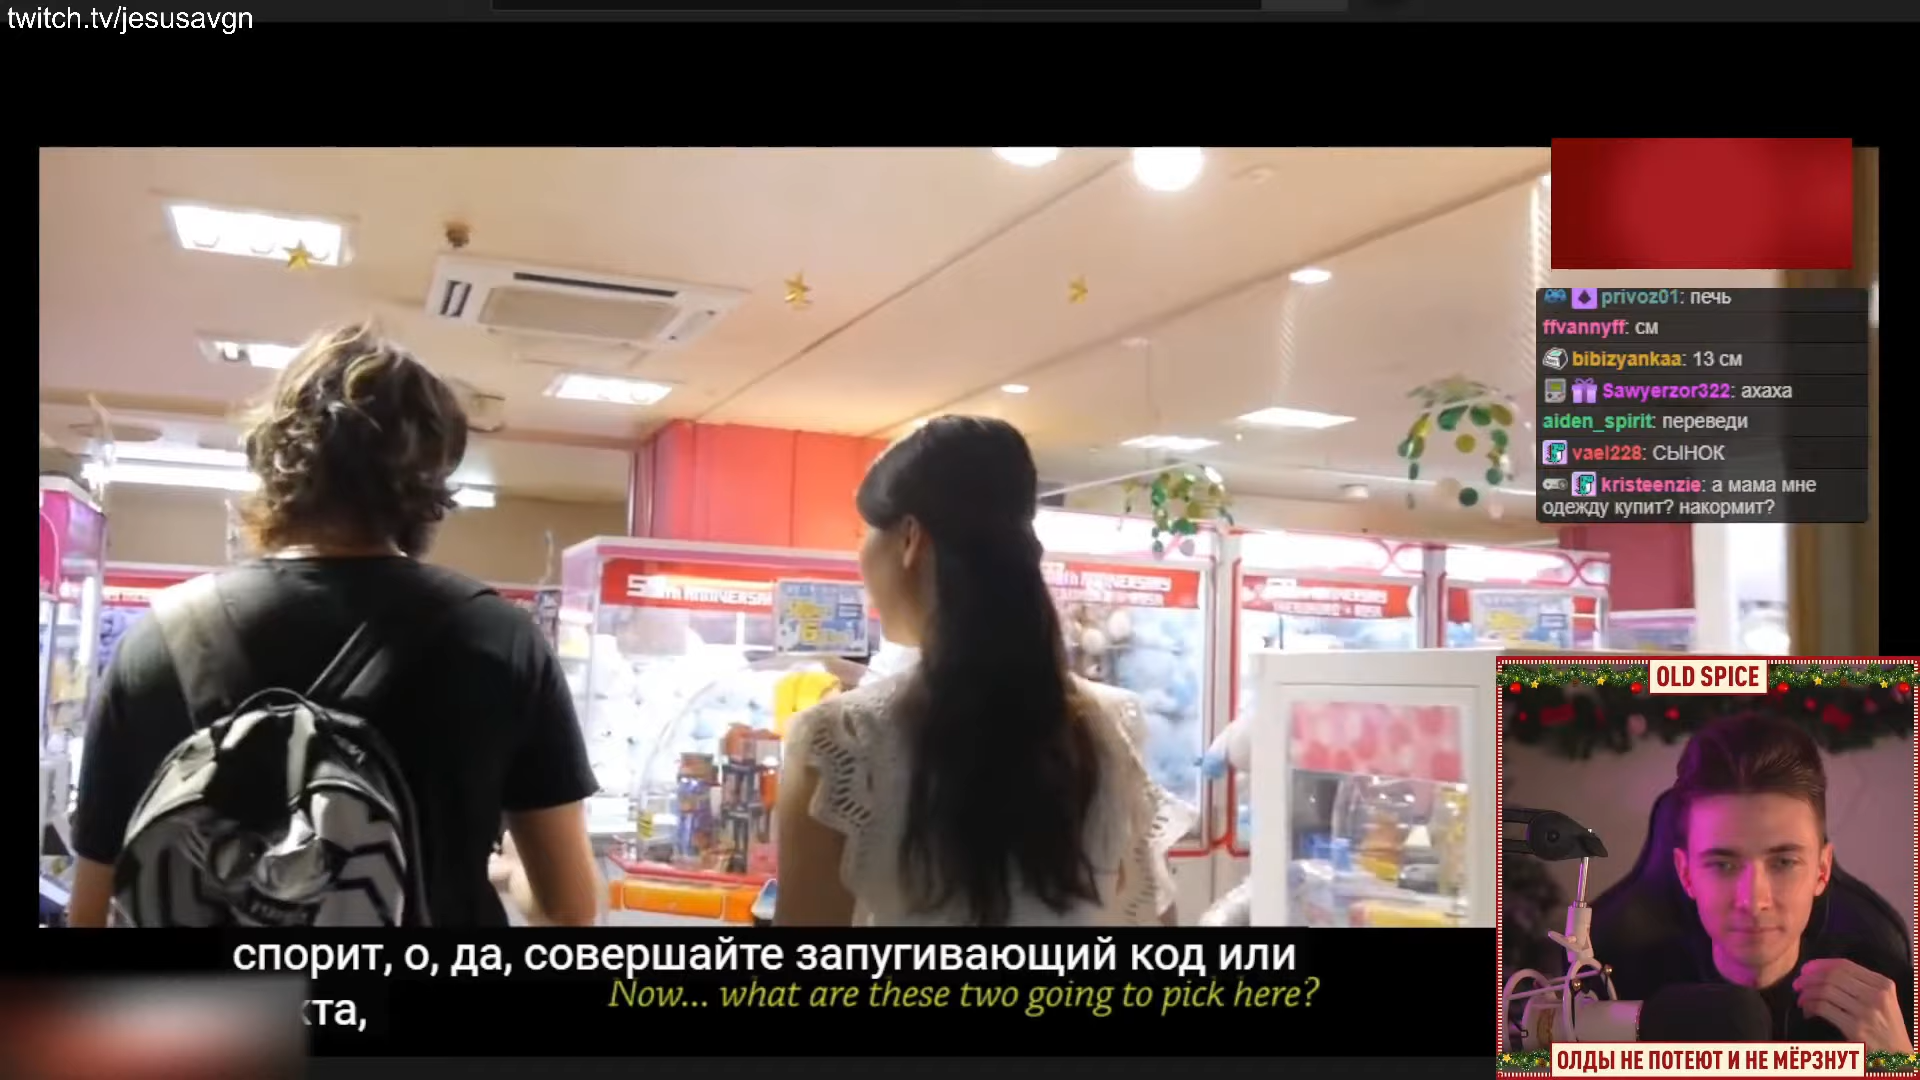 twitch.tv/jesusavgn
privoz01: печь
ffvannyff: см
bibizyankaa: 13 см
Sawyerzor322: ахаха
aiden_spirit: переведи
vael228: СЫНОК
kristeenzie: а мама мне
одежду купит? накормит?
OLD SPICE
спорит, о, да, совершайте запугивающий код или
Now... what are these two going to pick here?
кта,
ОЛДЫ НЕ ПОТЕЮТ И НЕ МЁРЗНУТ